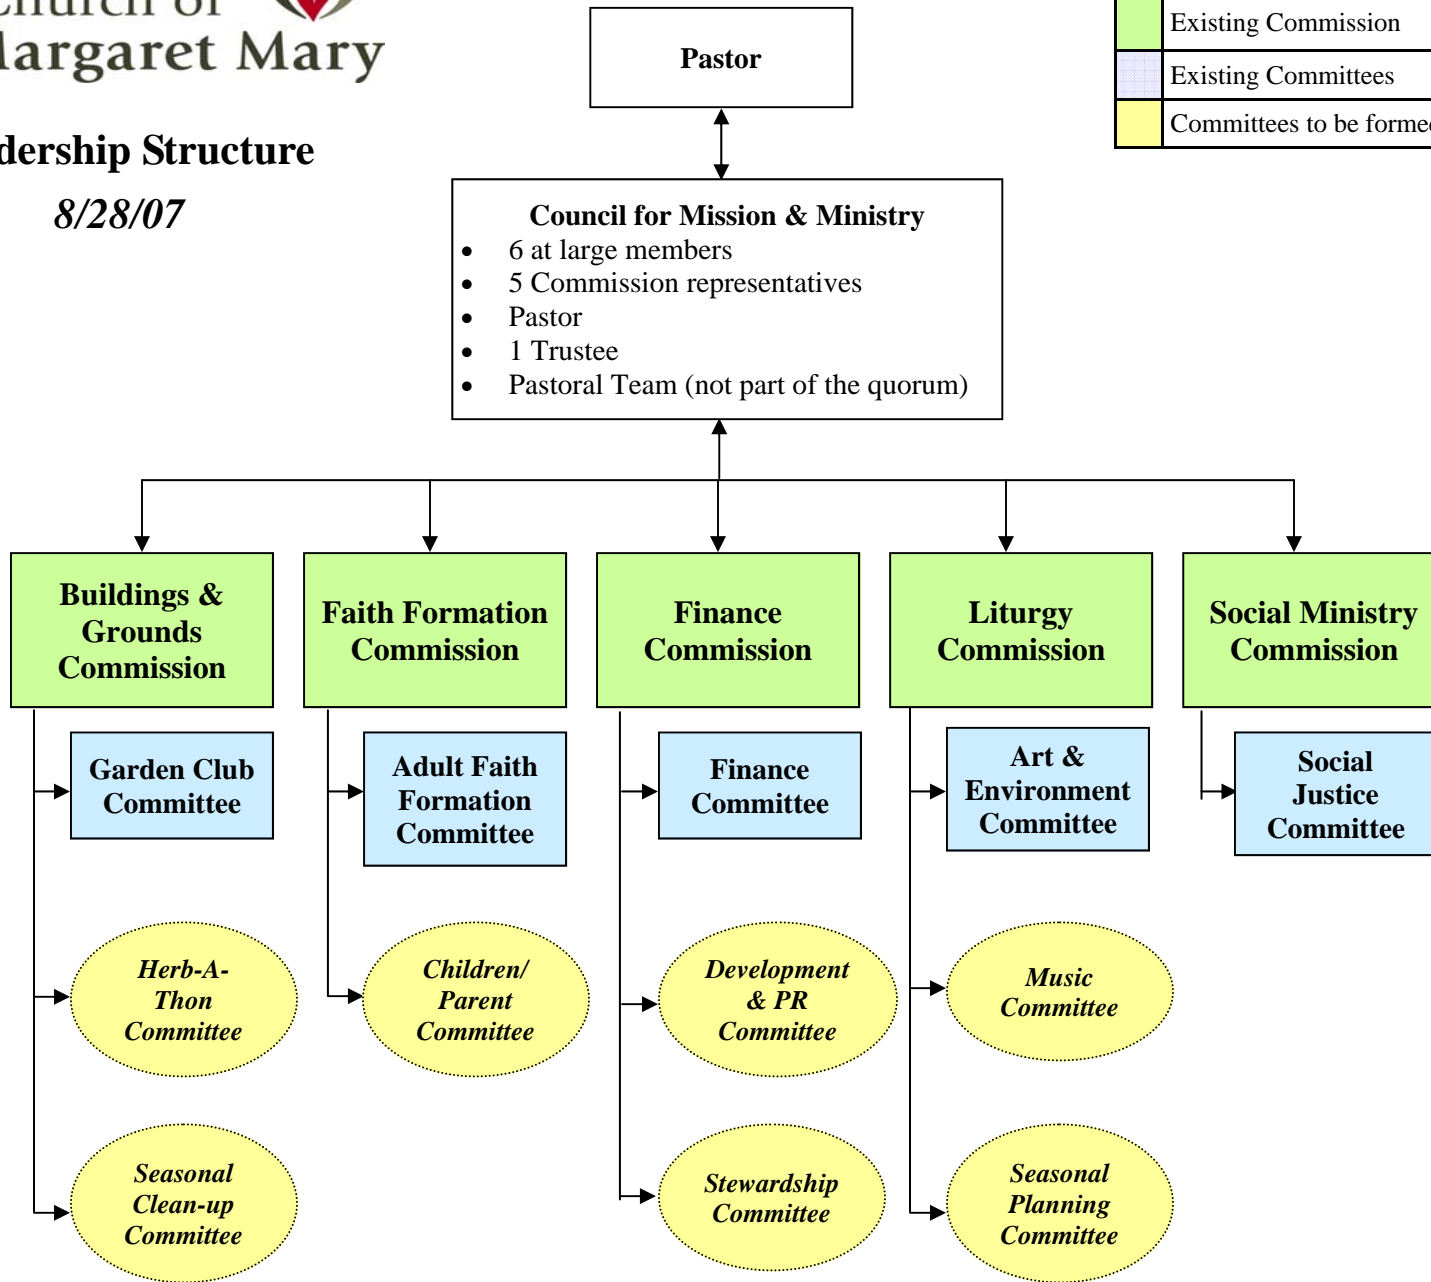 Church of
Margaret Mary
dership Structure
8/28/07
Existing Commission
Existing Committees
Committees to be formed
Pastor
Council for Mission & Ministry
• 6 at large members
• 5 Commission representatives
• Pastor
• 1 Trustee
• Pastoral Team (not part of the quorum)
Buildings &
Grounds
Commission
Faith Formation
Commission
Finance
Commission
Liturgy
Commission
Social Ministry
Commission
Garden Club
Committee
Adult Faith
Formation
Committee
Finance
Committee
Art &
Environment
Committee
Social
Justice
Committee
Herb-A-
Thon
Committee
Children/
Parent
Committee
Development
& PR
Committee
Music
Committee
Seasonal
Clean-up
Committee
Stewardship
Committee
Seasonal
Planning
Committee